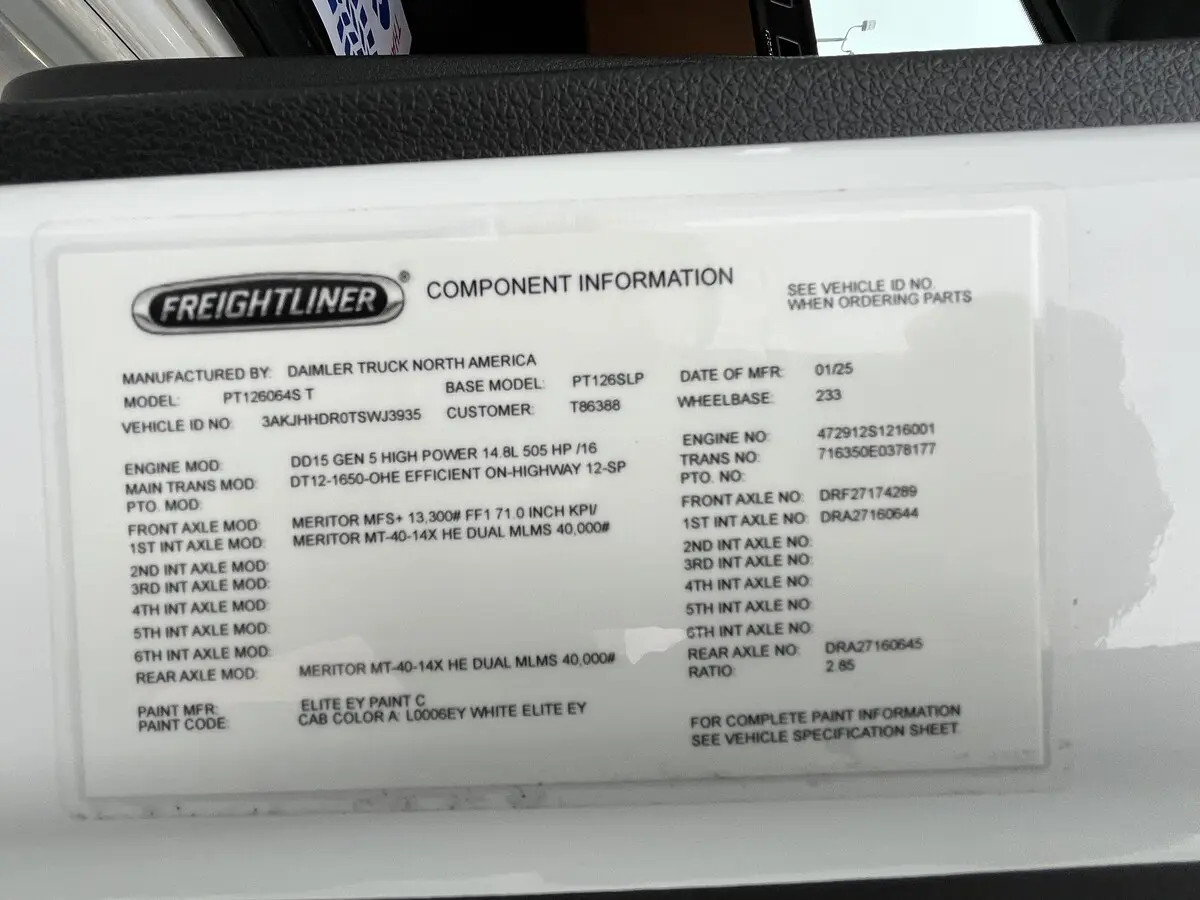 FREIGHTLINER®
COMPONENT INFORMATION
SEE VEHICLE ID NO.
WHEN ORDERING PARTS
MANUFACTURED BY: DAIMLER TRUCK NORTH AMERICA
DATE OF MFR: 01/25
MODEL: PT126064S T BASE MODEL: PT126SLP
WHEELBASE: 233
VEHICLE ID NO: 3AKJHHDR0TSWJ3935 CUSTOMER: T86388
ENGINE MOD: DD15 GEN 5 HIGH POWER 14.8L 505 HP /16
ENGINE NO: 472912S1216001
MAIN TRANS MOD: DT12-1650-OHE EFFICIENT ON-HIGHWAY 12-SP
TRANS NO: 716350E0378177
PTO. MOD:
PTO. NO:
FRONT AXLE MOD: MERITOR MFS+ 13,300# FF1 71.0 INCH KPI/
FRONT AXLE NO: DRF27174289
1ST INT AXLE MOD: MERITOR MT-40-14X HE DUAL MLMS 40,000#
1ST INT AXLE NO: DRA27160644
2ND INT AXLE MOD:
2ND INT AXLE NO:
3RD INT AXLE MOD:
3RD INT AXLE NO:
4TH INT AXLE MOD:
4TH INT AXLE NO:
5TH INT AXLE MOD:
5TH INT AXLE NO:
6TH INT AXLE MOD:
6TH INT AXLE NO:
REAR AXLE MOD: MERITOR MT-40-14X HE DUAL MLMS 40,000#
REAR AXLE NO: DRA27160645
RATIO: 2.85
PAINT MFR: ELITE EY PAINT C
PAINT CODE: CAB COLOR A: L0006EY WHITE ELITE EY
FOR COMPLETE PAINT INFORMATION
SEE VEHICLE SPECIFICATION SHEET